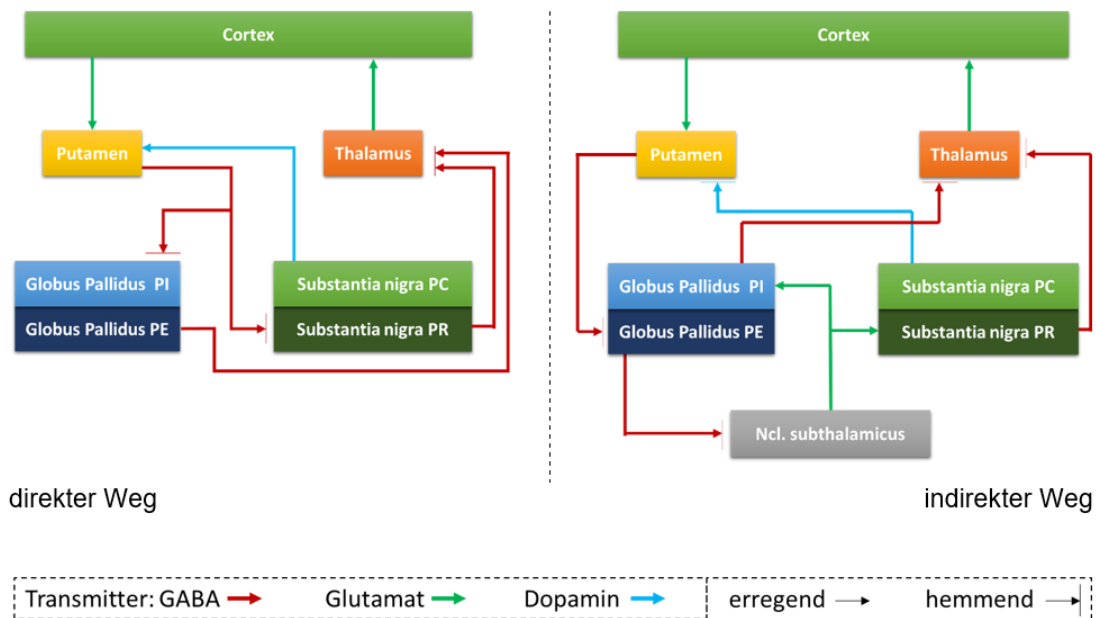 Cortex
Putamen
Thalamus
Globus Pallidus PI
Globus Pallidus PE
Substantia nigra PC
Substantia nigra PR
direkter Weg
Cortex
Putamen
Thalamus
Globus Pallidus PI
Globus Pallidus PE
Substantia nigra PC
Substantia nigra PR
Ncl. subthalamicus
indirekter Weg
Transmitter: GABA Glutamat Dopamin erregend hemmend